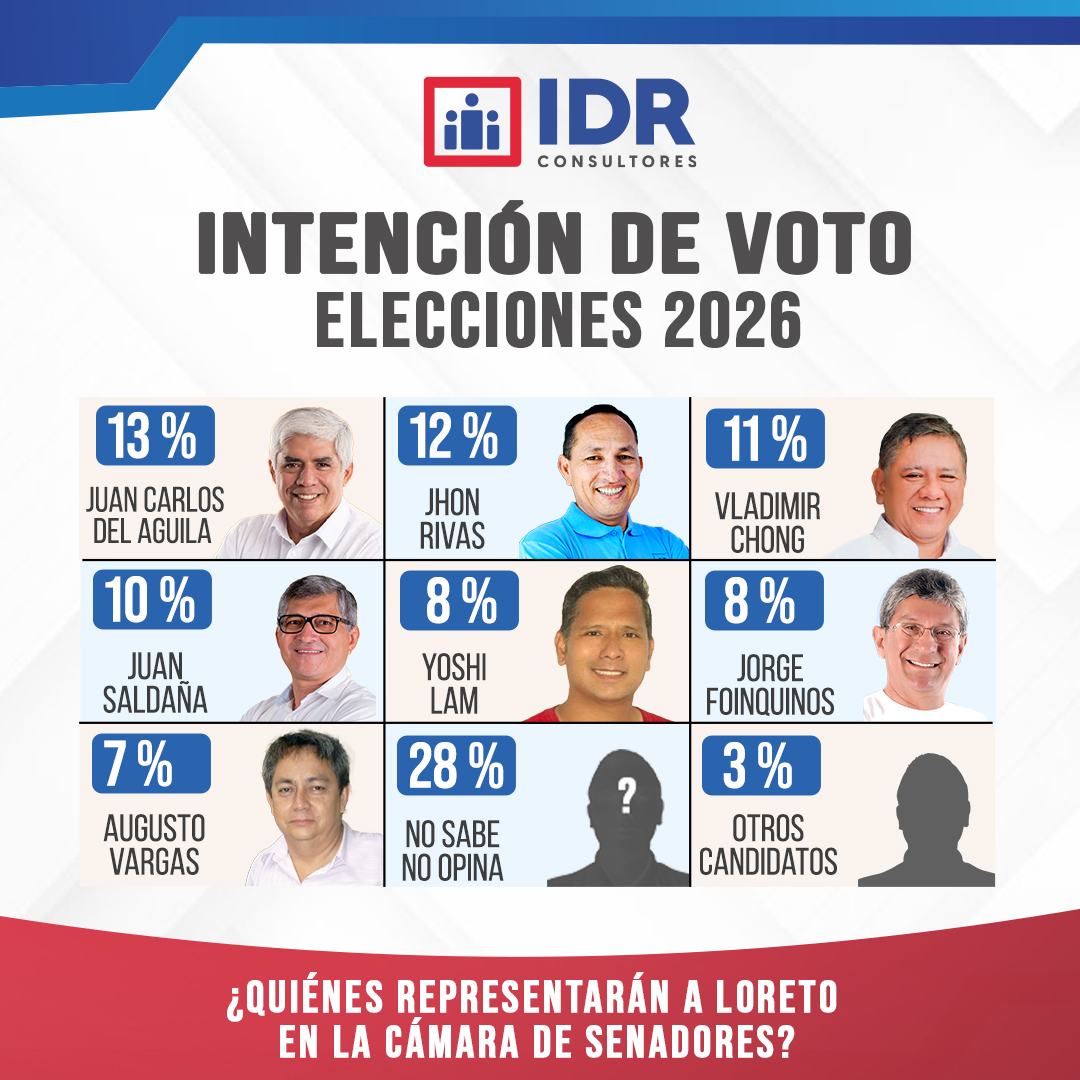 IDR
CONSULTORES
INTENCIÓN DE VOTO
ELECCIONES 2026
13 %
JUAN CARLOS
DEL AGUILA
12 %
JHON
RIVAS
11 %
VLADIMIR
CHONG
10 %
JUAN
SALDAÑA
8 %
YOSHI
LAM
8 %
JORGE
FOINQUINOS
7 %
AUGUSTO
VARGAS
28 %
NO SABE
NO OPINA
?
3 %
OTROS
CANDIDATOS
¿QUIÉNES REPRESENTARÁN A LORETO
EN LA CÁMARA DE SENADORES?